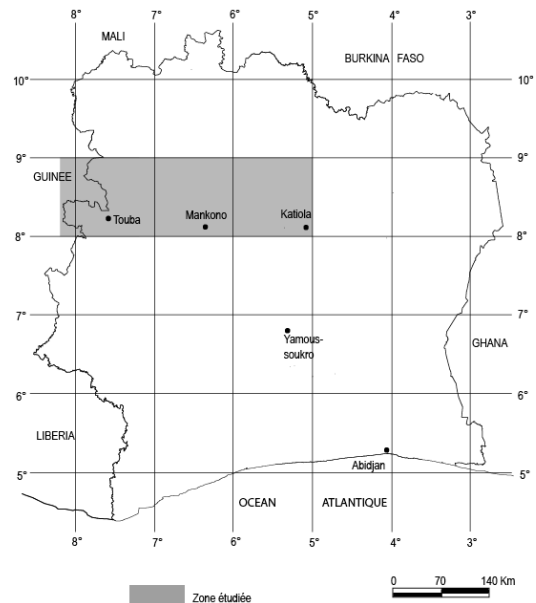 MALI
BURKINA FASO
8° 7° 6° 5° 4° 3°
10° 10°
9° 9°
GUINEE
Touba
Mankono
Katiola
8° 8°
7° 7°
Yamous-
soukro
GHANA
6° 6°
LIBERIA
Abidjan
5° 5°
OCEAN ATLANTIQUE
8° 7° 6° 5° 4° 3°
Zone étudiée
0 70 140 Km